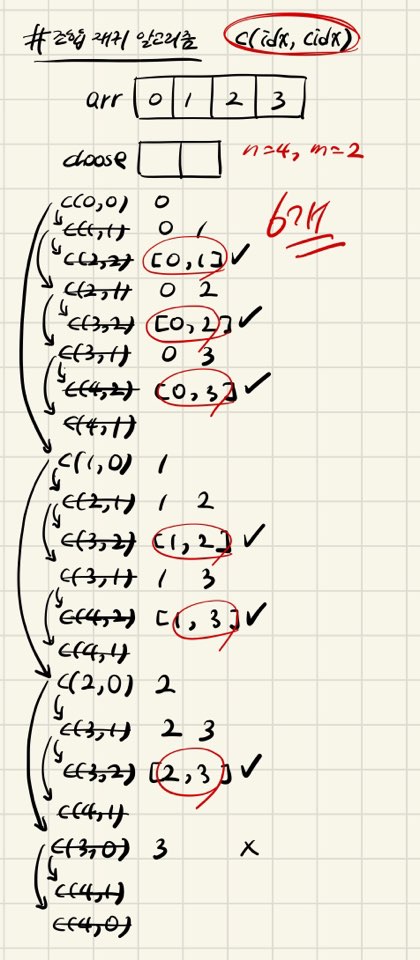 # 조합 재귀 알고리즘 c(idx, cidx)
arr 0 1 2 3
choose n=4, m=2
c(0,0) 0
c(1,1) 0 1
c(2,2) [0,1] ✓
c(2,1) 0 2
c(3,2) [0,2] ✓
c(3,1) 0 3
c(4,2) [0,3] ✓
c(4,1)
c(1,0) 1
c(2,1) 1 2
c(3,2) [1,2] ✓
c(3,1) 1 3
c(4,2) [1,3] ✓
c(4,1)
c(2,0) 2
c(3,1) 2 3
c(3,2) [2,3] ✓
c(4,1)
c(3,0) 3 x
c(4,1)
c(4,0)
6개